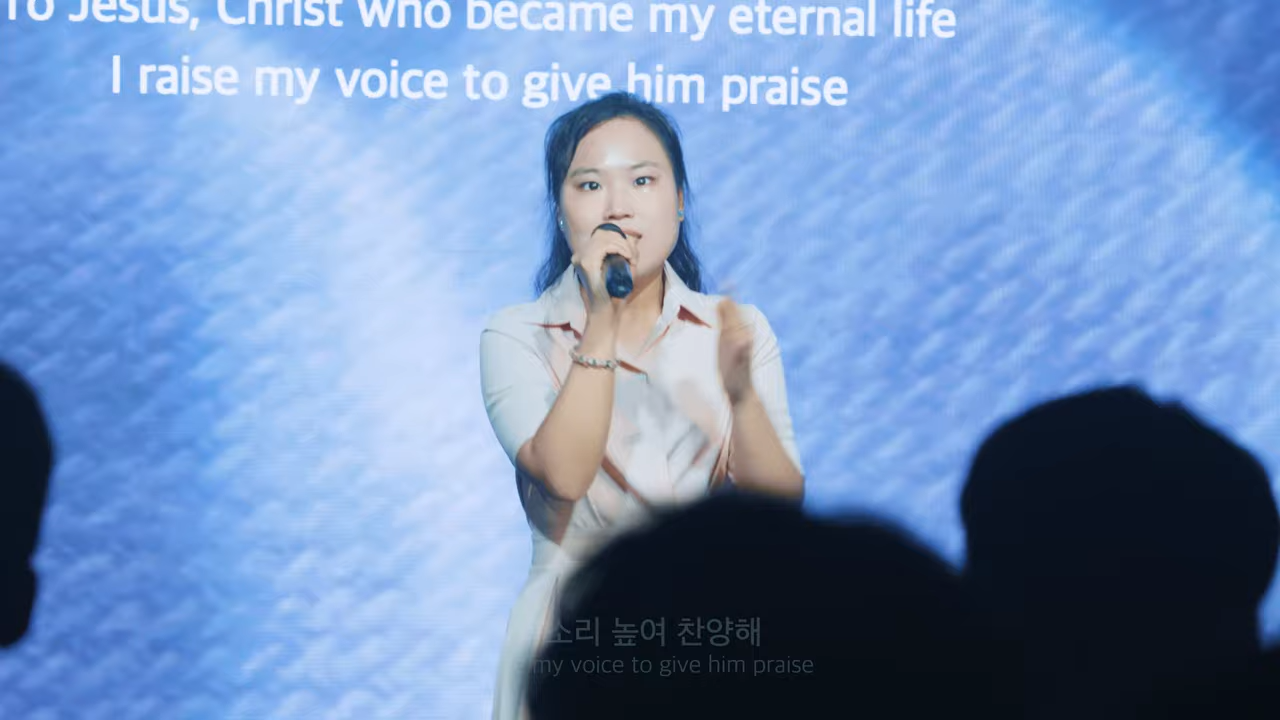 To Jesus, Christ who became my eternal life
I raise my voice to give him praise
소리 높여 찬양해
my voice to give him praise